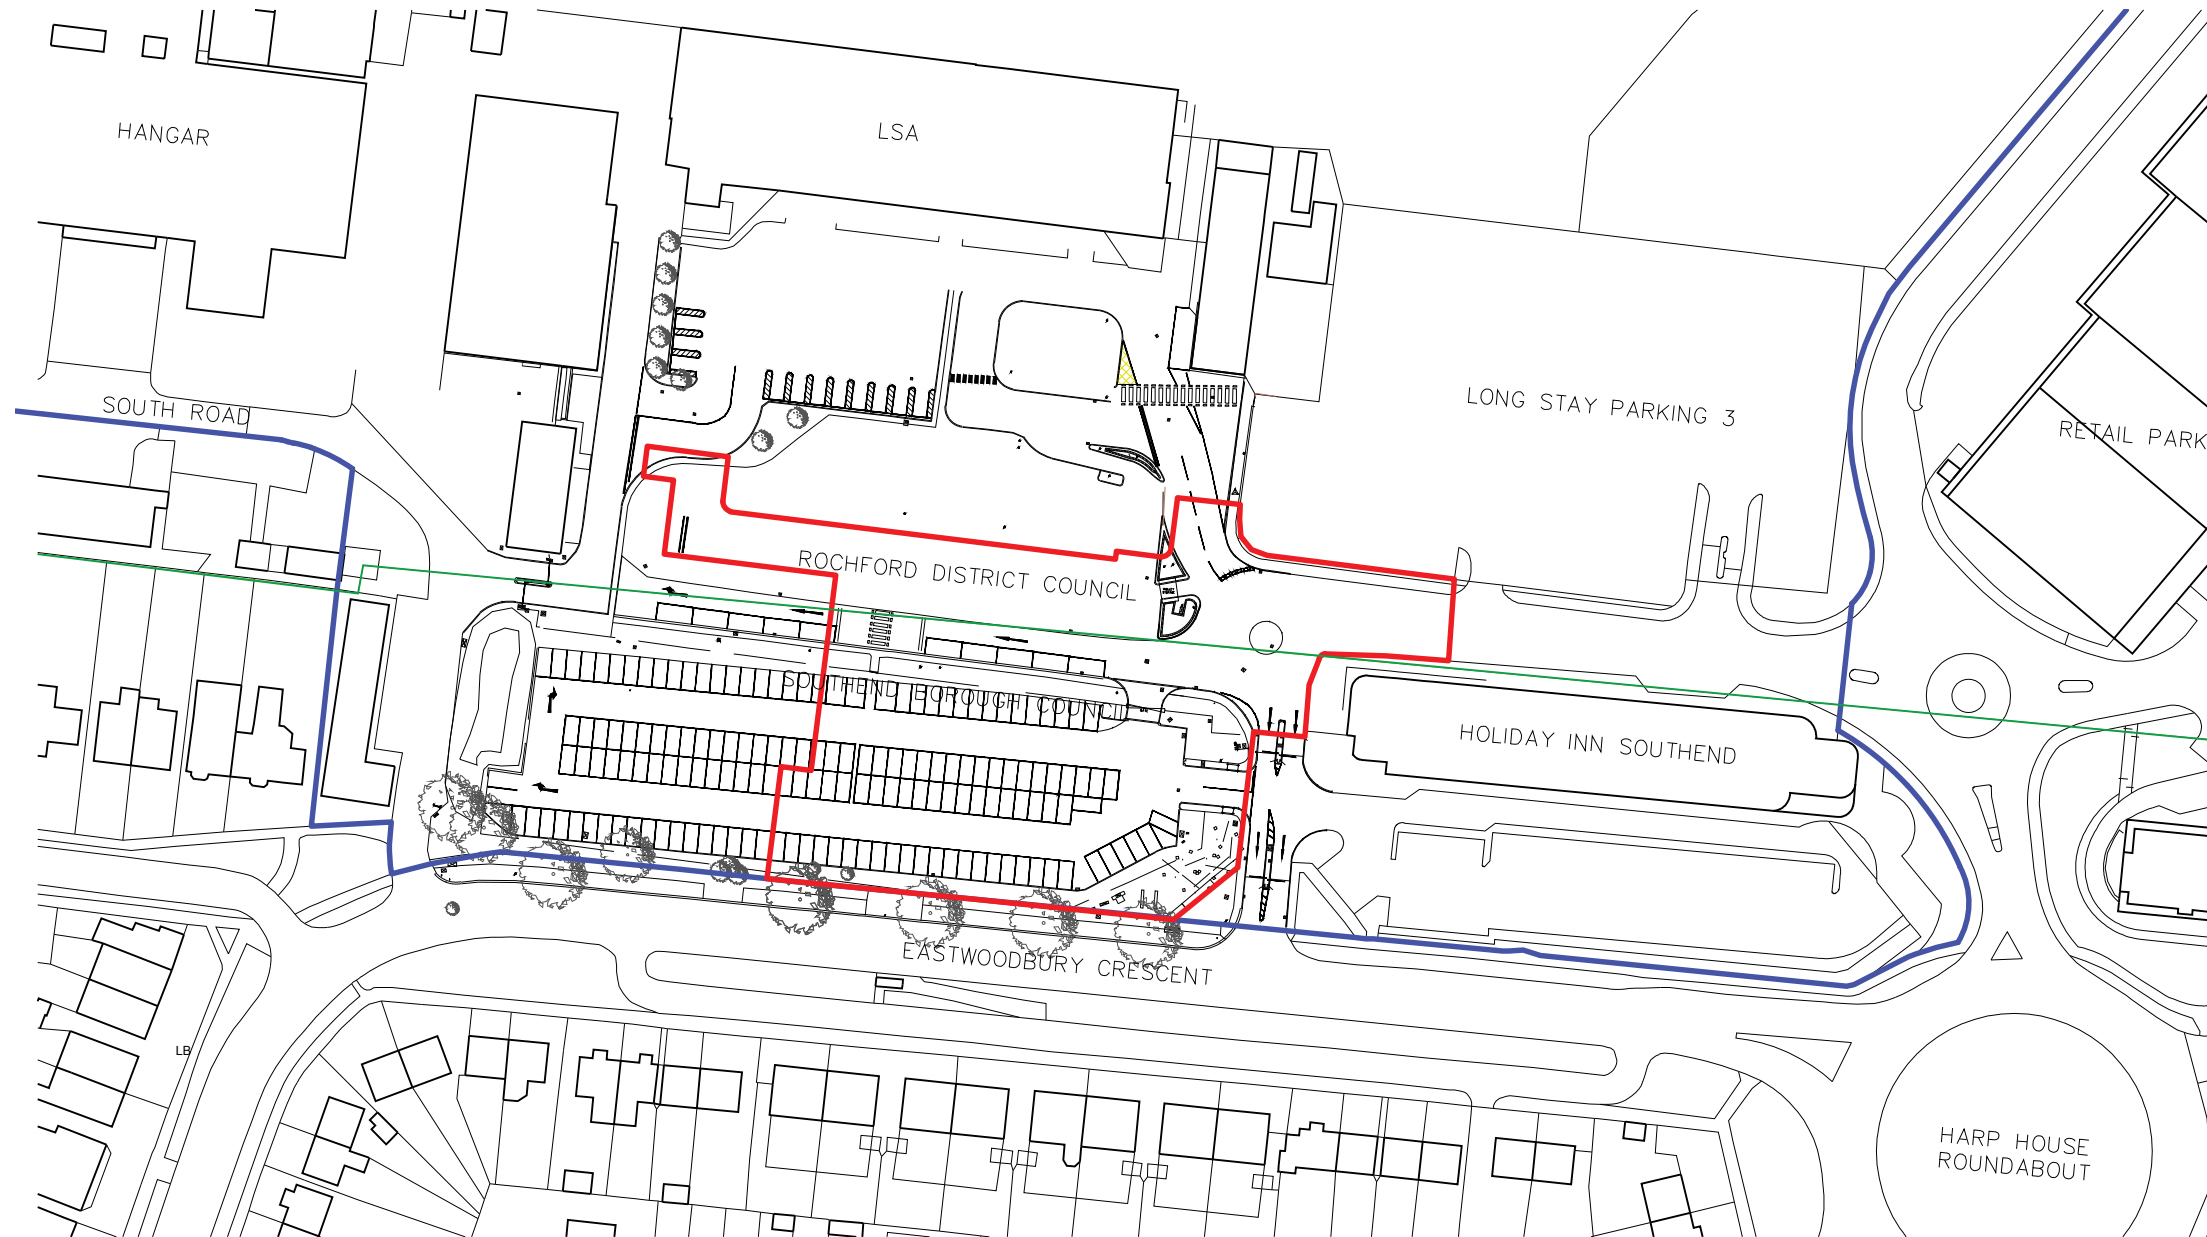 HANGAR
LSA
SOUTH ROAD
LONG STAY PARKING 3
RETAIL PARK
ROCHFORD DISTRICT COUNCIL
SOUTHEND BOROUGH COUNCIL
HOLIDAY INN SOUTHEND
EASTWOODBURY CRESCENT
LB
HARP HOUSE
ROUNDABOUT